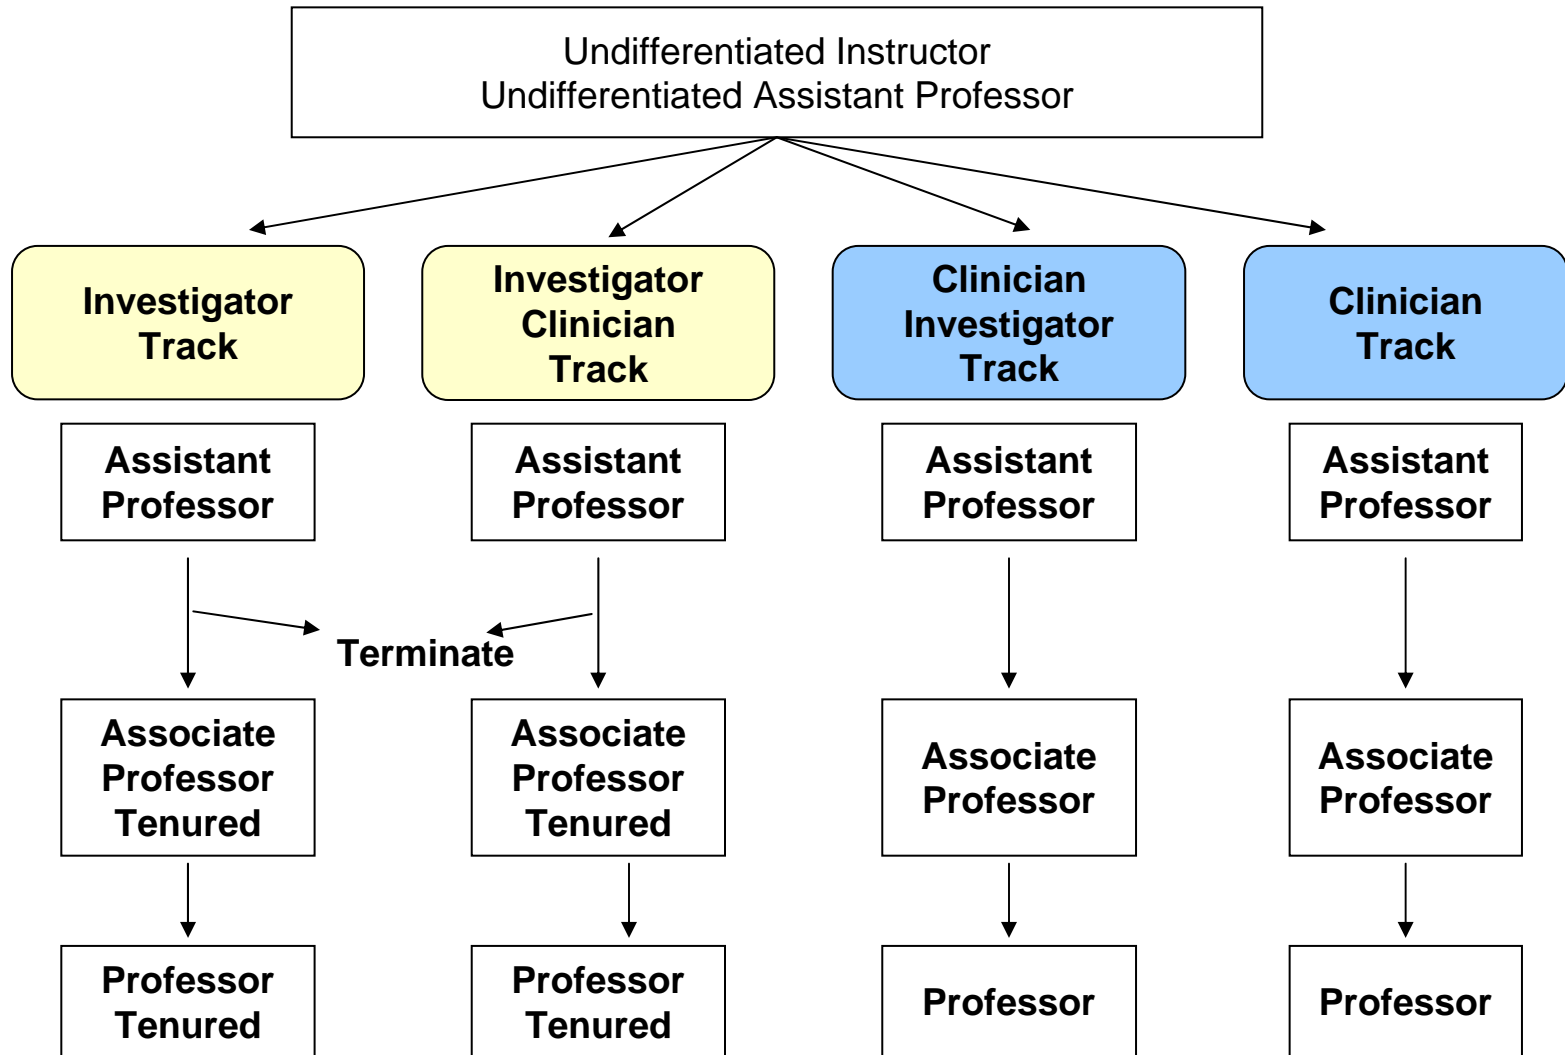 Undifferentiated Instructor
Undifferentiated Assistant Professor
Investigator
Track
Investigator
Clinician
Track
Clinician
Investigator
Track
Clinician
Track
Assistant
Professor
Assistant
Professor
Assistant
Professor
Assistant
Professor
Terminate
Associate
Professor
Tenured
Associate
Professor
Tenured
Associate
Professor
Associate
Professor
Professor
Tenured
Professor
Tenured
Professor
Professor